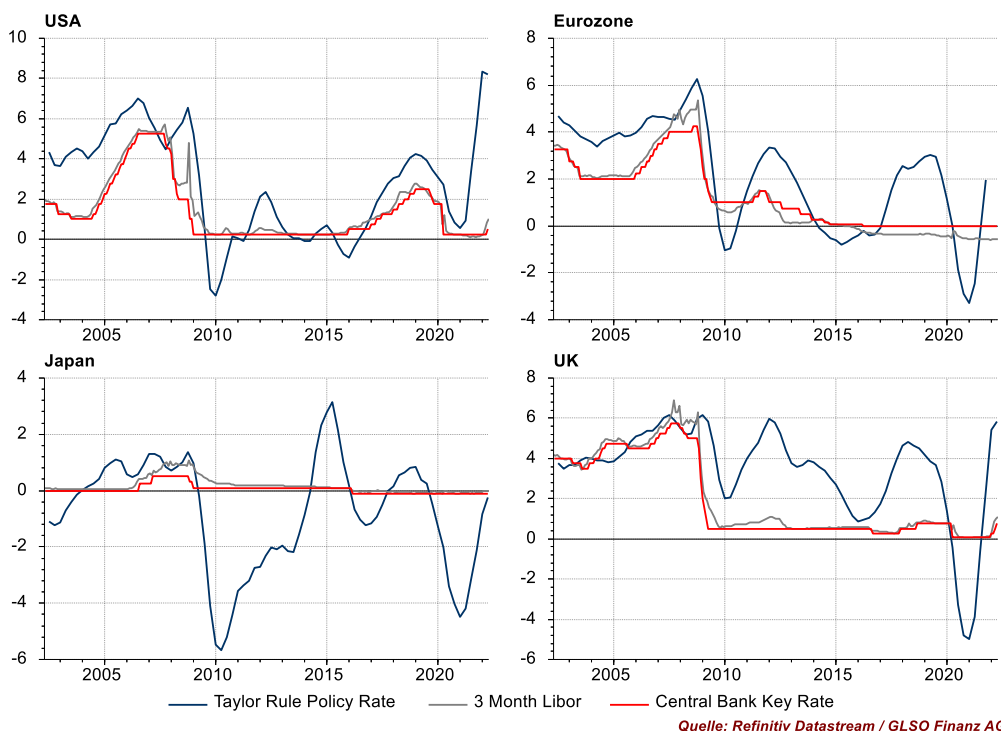 USA
10
8
6
4
2
0
-2
-4
2005 2010 2015 2020
Eurozone
8
6
4
2
0
-2
-4
2005 2010 2015 2020
Japan
4
2
0
-2
-4
-6
2005 2010 2015 2020
UK
8
6
4
2
0
-2
-4
-6
2005 2010 2015 2020
Taylor Rule Policy Rate 3 Month Libor Central Bank Key Rate
Quelle: Refinitiv Datastream / GLSO Finanz AG